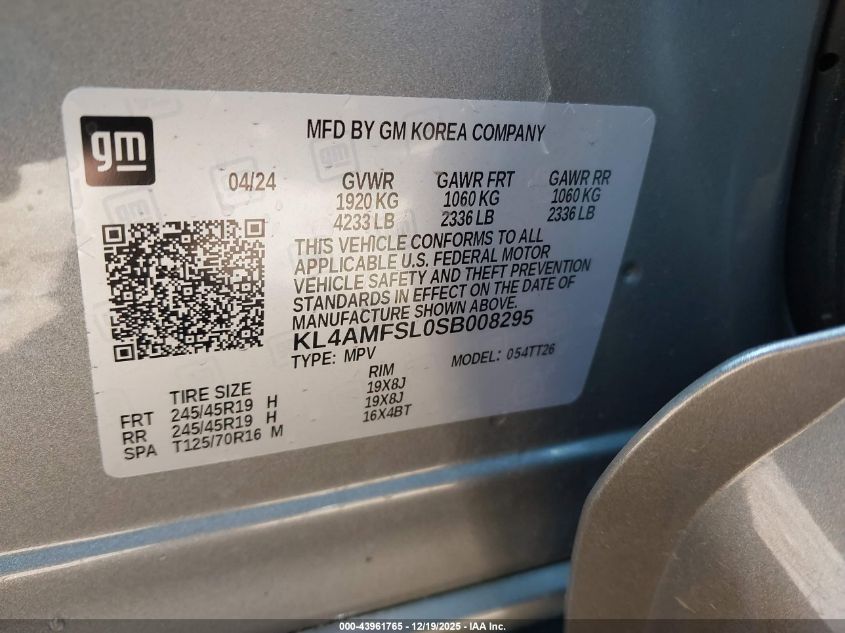 gm
MFD BY GM KOREA COMPANY
04/24 GVWR GAWR FRT GAWR RR
1920 KG 1060 KG 1060 KG
4233 LB 2336 LB 2336 LB
THIS VEHICLE CONFORMS TO ALL
APPLICABLE U.S. FEDERAL MOTOR
VEHICLE SAFETY AND THEFT PREVENTION
STANDARDS IN EFFECT ON THE DATE OF
MANUFACTURE SHOWN ABOVE.
KL4AMFSL0SB008295
TYPE: MPV MODEL: 054TT26
TIRE SIZE RIM
FRT 245/45R19 H 19X8J
RR 245/45R19 H 19X8J
SPA T125/70R16 M 16X4BT
000-43961765 - 12/19/2025 - IAA Inc.